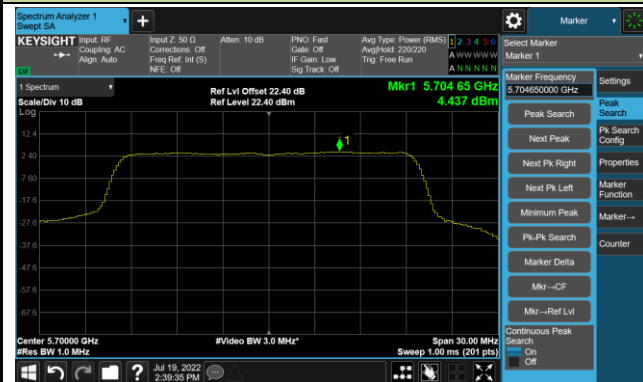 Spectrum Analyzer 1
Swept SA
Marker
KEYSIGHT Input: RF
Coupling: AC
Align: Auto
Input Z: 50 Ω
Corrections: Off
Freq Ref: Int (S)
NFE: Off
Atten: 10 dB
PNO: Fast
Gate: Off
IF Gain: Low
Sig Track: Off
Avg Type: Power (RMS)
Avg|Hold: 220/220
Trig: Free Run
1 2 3 4 5 6
A W W W W W
A N N N N N
LVI
Select Marker
Marker 1
1 Spectrum
Scale/Div 10 dB
Log
Ref Lvl Offset 22.40 dB
Ref Level 22.40 dBm
Mkr1 5.704 65 GHz
4.437 dBm
12.4
2.40
-7.60
-17.6
-27.6
-37.6
-47.6
-57.6
-67.6
1
Center 5.70000 GHz
#Res BW 1.0 MHz
#Video BW 3.0 MHz*
Span 30.00 MHz
Sweep 1.00 ms (201 pts)
Marker Frequency
5.704650000 GHz
Peak Search
Next Peak
Next Pk Right
Next Pk Left
Minimum Peak
Pk-Pk Search
Marker Delta
Mkr→CF
Mkr→Ref Lvl
Continuous Peak
Search
On
Off
Settings
Peak
Search
Pk Search
Config
Properties
Marker
Function
Marker→
Counter
Jul 19, 2022
2:39:35 PM